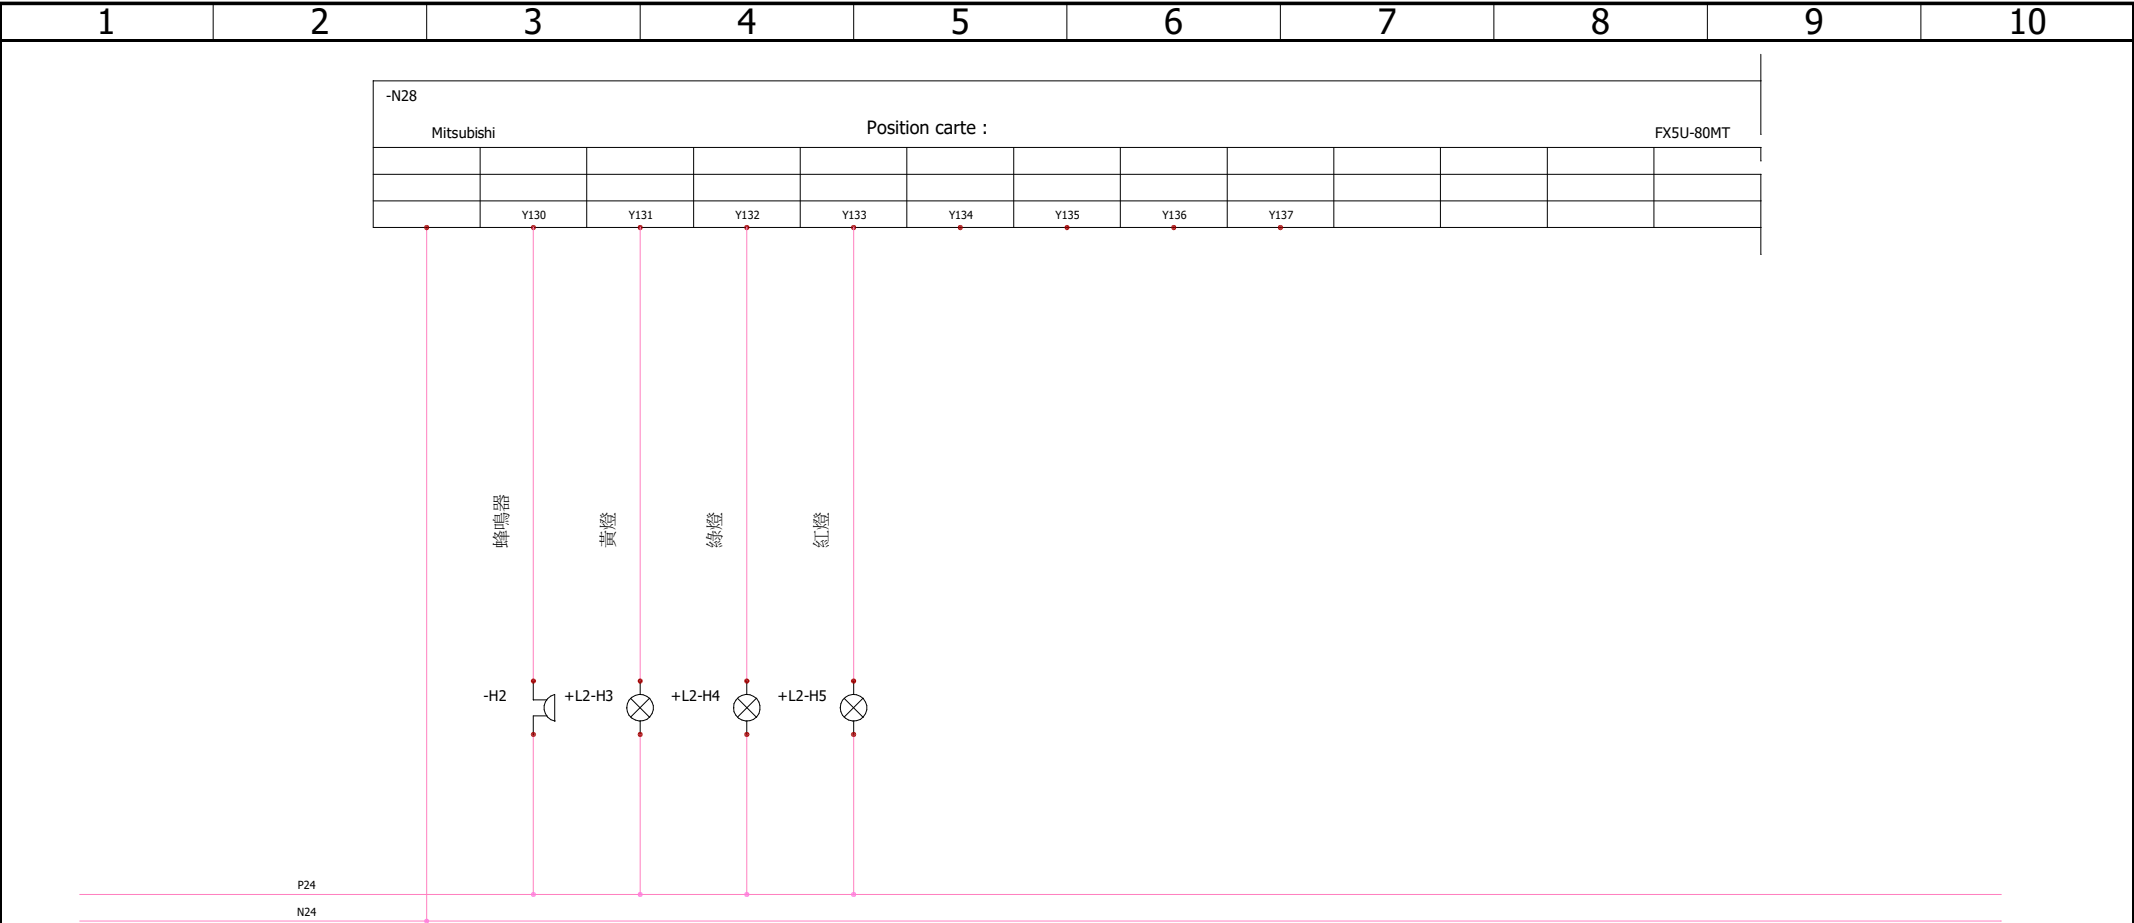 1 2 3 4 5 6 7 8 9 10
-N28
Mitsubishi Position carte : FX5U-80MT
Y130 Y131 Y132 Y133 Y134 Y135 Y136 Y137
蜂鳴器
黃燈
綠燈
紅燈
-H2 +L2-H3 +L2-H4 +L2-H5
P24
N24